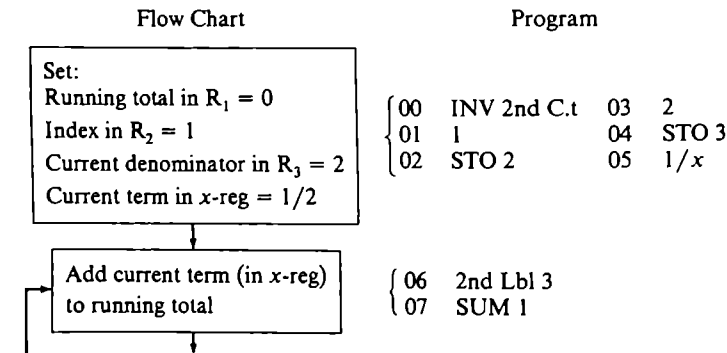 Flow Chart Program
Set:
Running total in R₁ = 0
Index in R₂ = 1
Current denominator in R₃ = 2
Current term in x-reg = 1/2
00 INV 2nd C.t 03 2
01 1 04 STO 3
02 STO 2 05 1/x
Add current term (in x-reg)
to running total
06 2nd Lbl 3
07 SUM 1